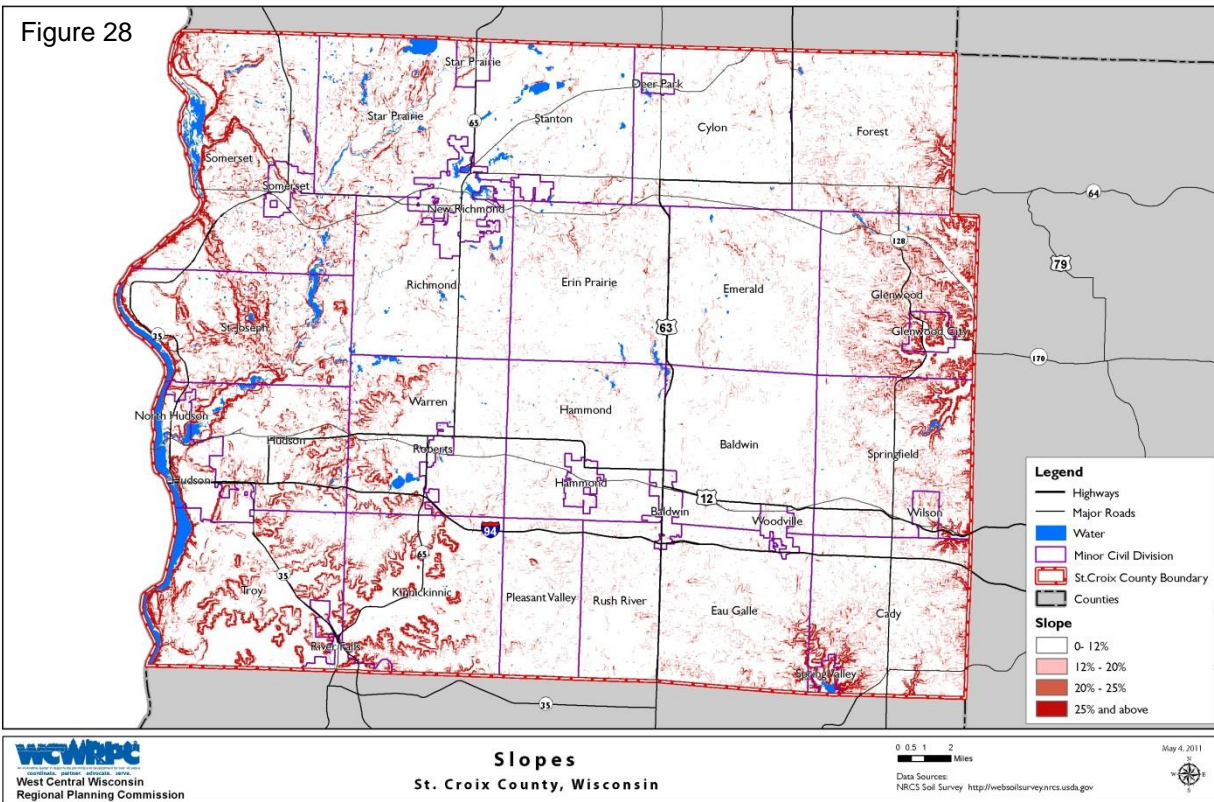 Figure 28
Star Prairie
Deer Park
Star Prairie
65
Stanton
Cylon
Forest
Somerset
Somerset
64
New Richmond
128
79
Richmond
Erin Prairie
Emerald
Glenwood
St. Joseph
35
63
Glenwood City
170
Warren
North Hudson
Hammond
Hudson
Roberts
Baldwin
Springfield
Hudson
Hammond
12
Baldwin
Woodville
Wilson
94
65
35
Troy
Kinnickinnic
Pleasant Valley
Rush River
Eau Galle
Cady
River Falls
Spring Valley
35
Legend
Highways
Major Roads
Water
Minor Civil Division
St.Croix County Boundary
Counties
Slope
0- 12%
12% - 20%
20% - 25%
25% and above
WCWRPC
coordinate. partner. advocate. serve.
West Central Wisconsin
Regional Planning Commission
Slopes
St. Croix County, Wisconsin
0 0.5 1 2
Miles
Data Sources:
NRCS Soil Survey http://websoilsurvey.nrcs.usda.gov
May 4, 2011
N
W E
S